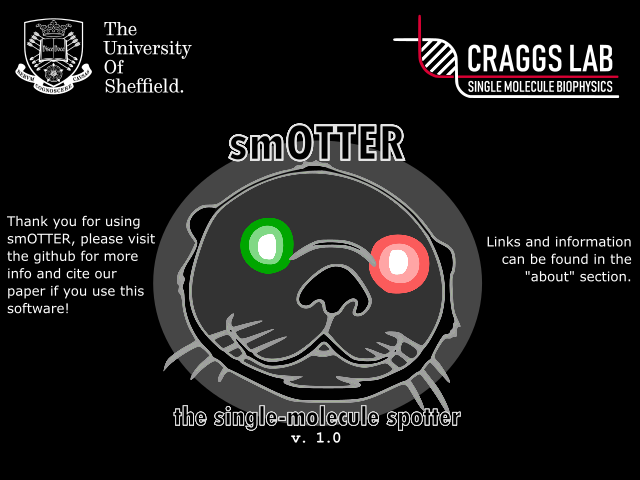 The
University
Of
Sheffield.
CRAGGS LAB
SINGLE MOLECULE BIOPHYSICS
smOTTER
Thank you for using
smOTTER, please visit
the github for more
info and cite our
paper if you use this
software!
Links and information
can be found in the
"about" section.
the single-molecule spotter
v. 1.0